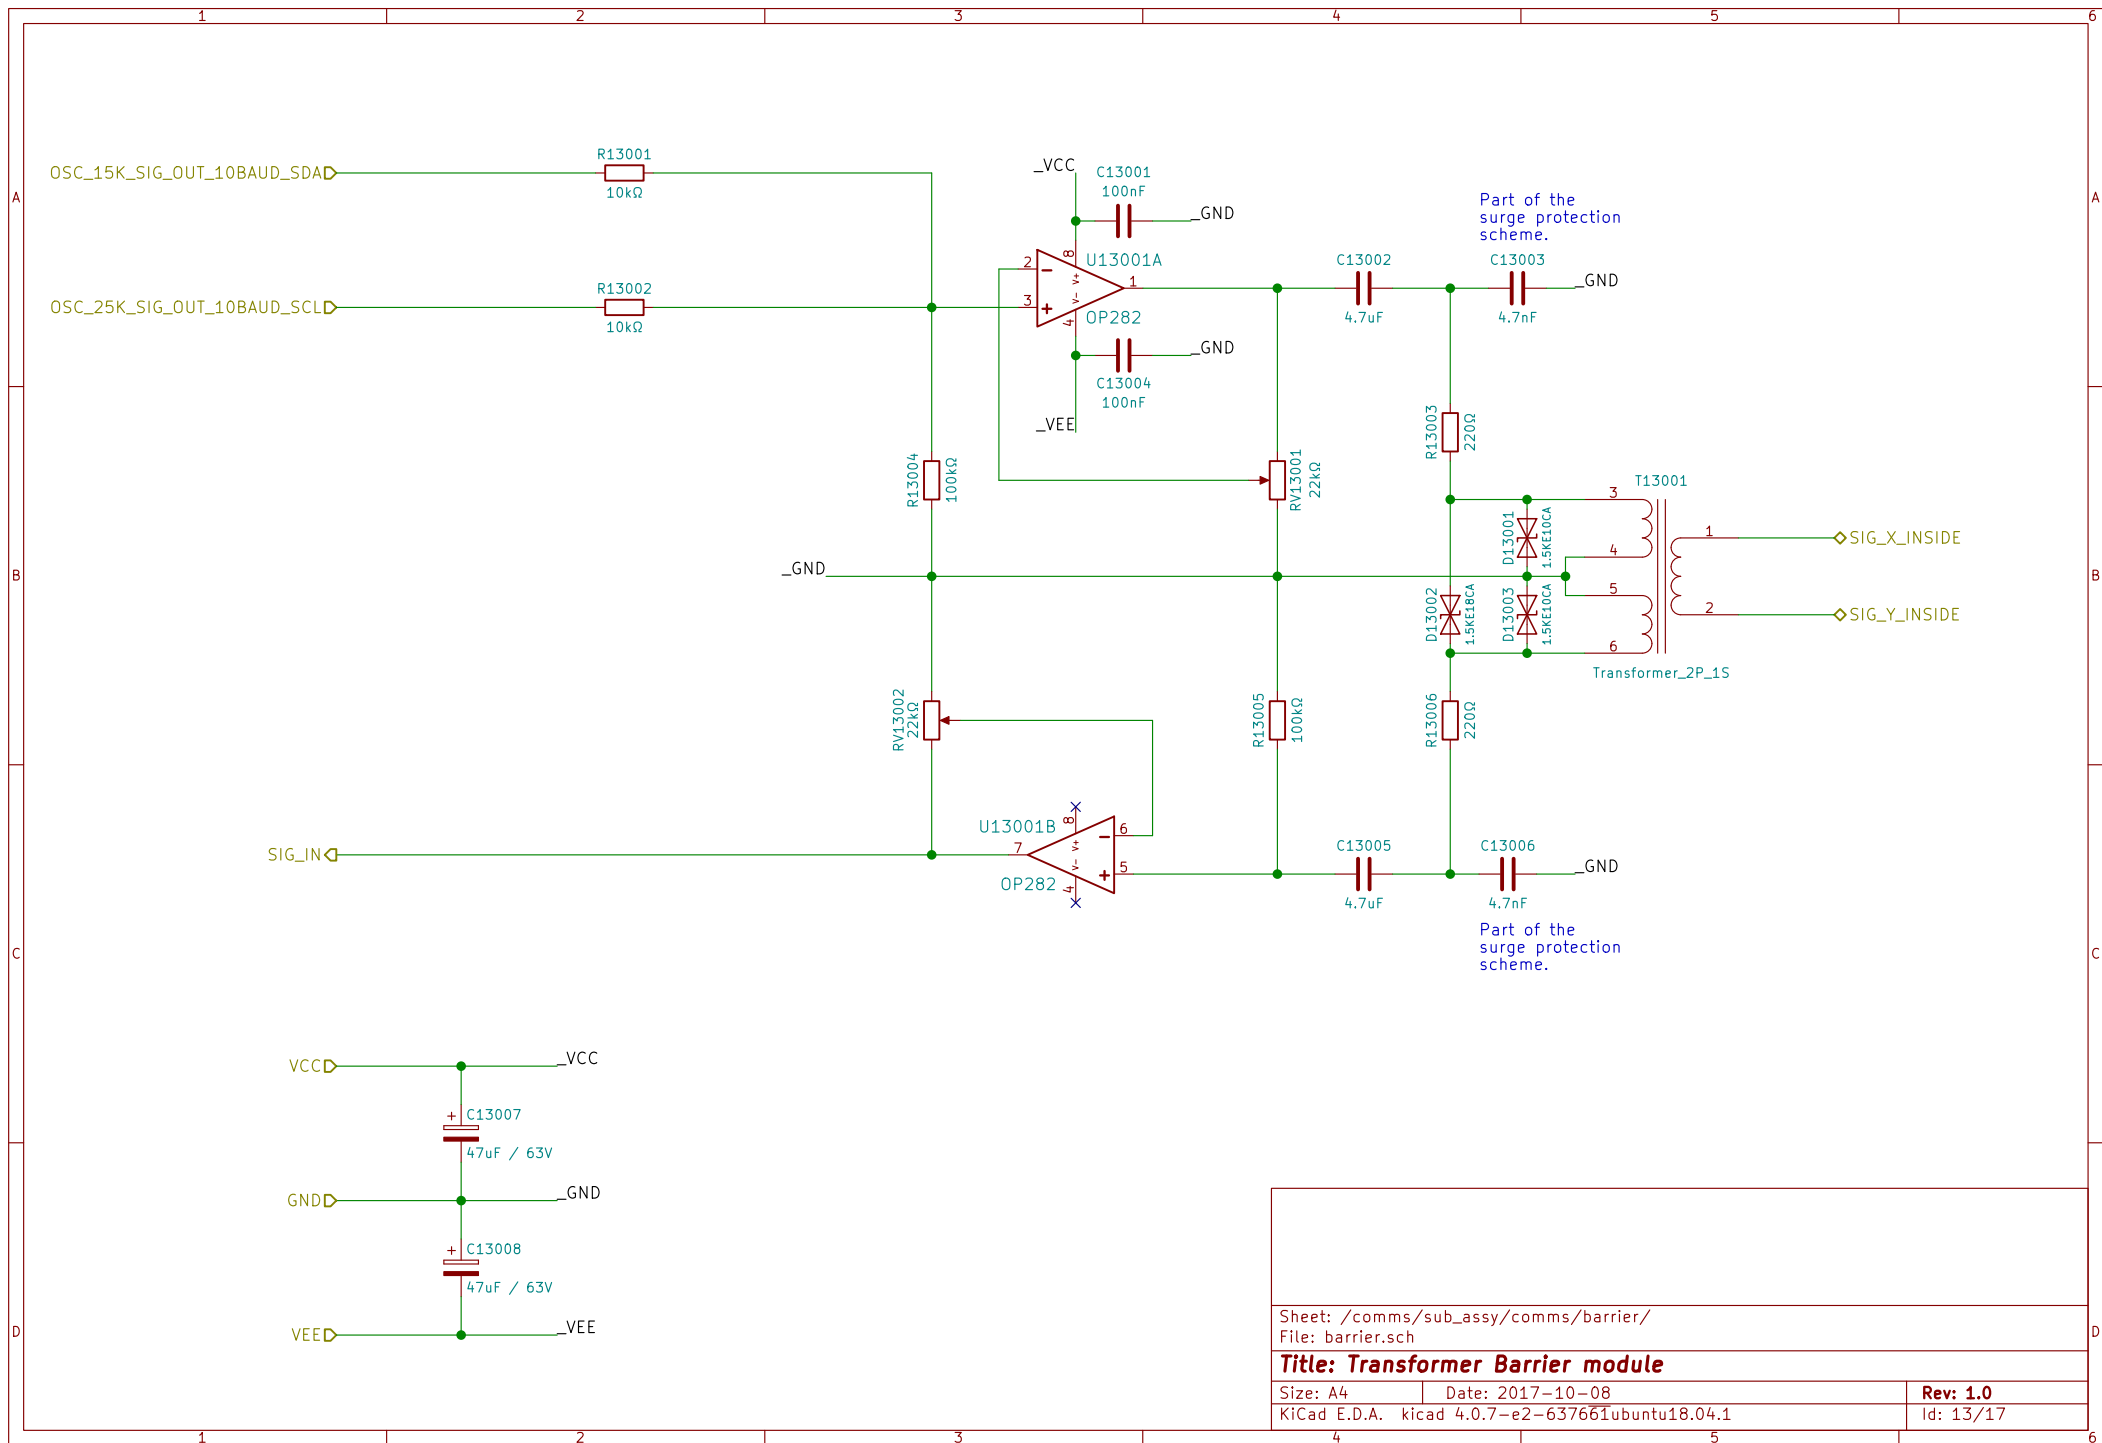 1 2 3 4 5 6
A A
B B
C C
D D
OSC_15K_SIG_OUT_10BAUD_SDA
R13001
10kΩ
OSC_25K_SIG_OUT_10BAUD_SCL
R13002
10kΩ
_VCC
C13001
100nF
_GND
8
2
3
1
V+
V-
4
U13001A
OP282
_GND
C13004
100nF
_VEE
Part of the
surge protection
scheme.
C13002
4.7uF
C13003
4.7nF
_GND
R13004
100kΩ
RV13001
22kΩ
R13003
220Ω
T13001
3
4
5
6
1
2
SIG_X_INSIDE
SIG_Y_INSIDE
Transformer_2P_1S
D13001
1.5KE10CA
D13002
1.5KE18CA
D13003
1.5KE10CA
_GND
RV13002
22kΩ
R13005
100kΩ
R13006
220Ω
SIG_IN
U13001B
OP282
8
7
6
5
V+
V-
4
C13005
4.7uF
C13006
4.7nF
_GND
Part of the
surge protection
scheme.
VCC
_VCC
+
C13007
47uF / 63V
GND
_GND
+
C13008
47uF / 63V
VEE
_VEE
Sheet: /comms/sub_assy/comms/barrier/
File: barrier.sch
Title: Transformer Barrier module
Size: A4 Date: 2017-10-08 Rev: 1.0
KiCad E.D.A. kicad 4.0.7-e2-637661ubuntu18.04.1 Id: 13/17
1 2 3 4 5 6